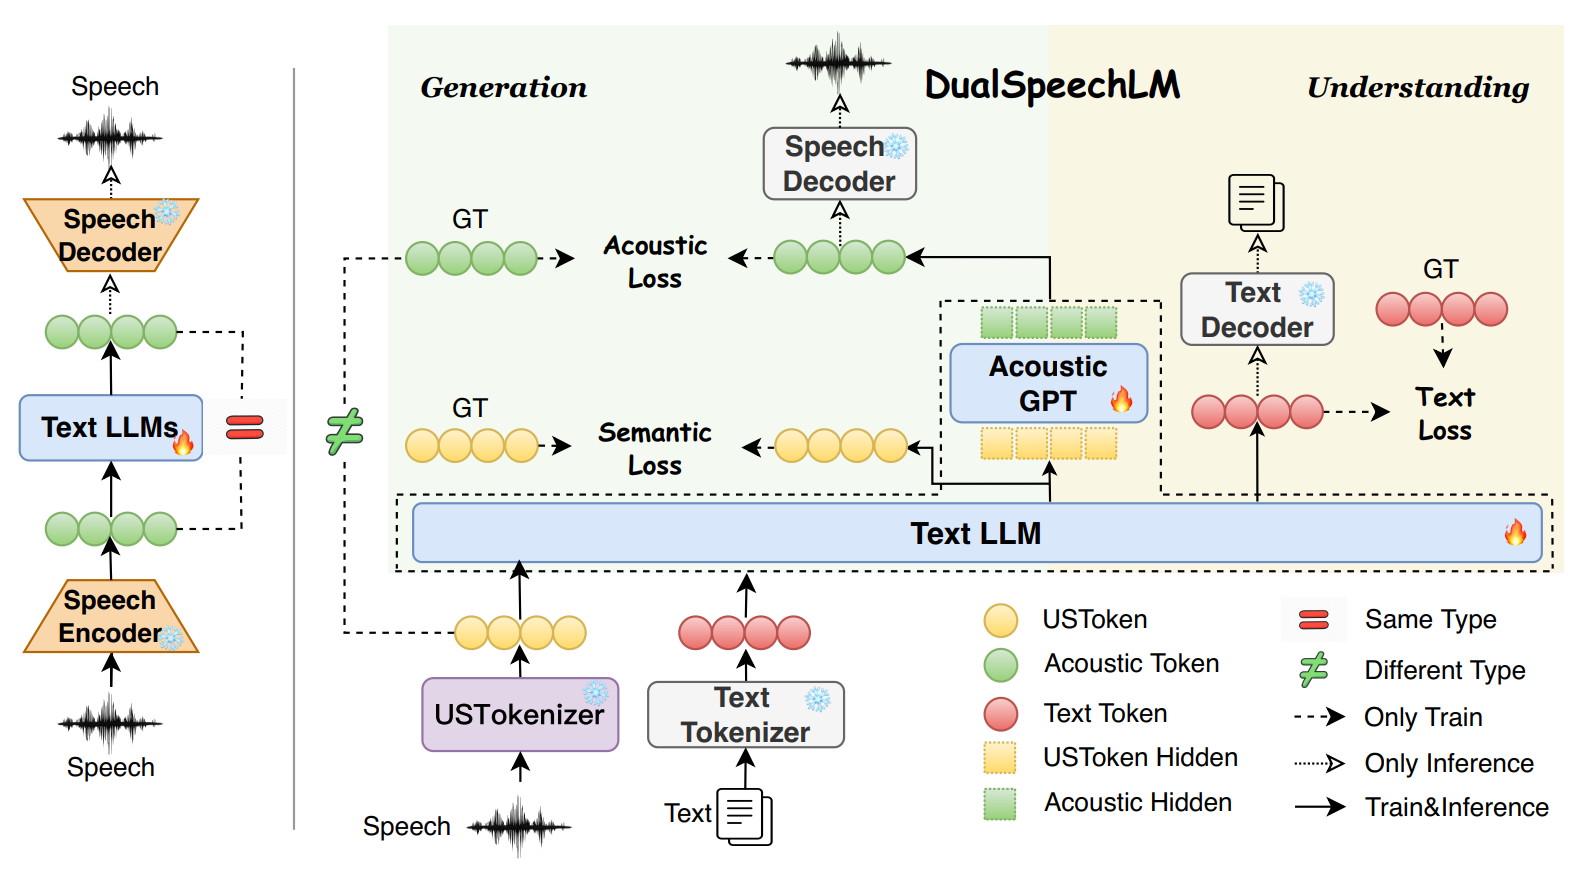 Speech
Speech
Decoder
Text LLMs
Speech
Encoder
Speech
Generation
DualSpeechLM
Understanding
Speech
Decoder
GT
Acoustic
Loss
Text
Decoder
GT
Acoustic
GPT
GT
Semantic
Loss
Text
Loss
Text LLM
USTokenizer
Text
Tokenizer
Speech
Text
USToken
Acoustic Token
Text Token
USToken Hidden
Acoustic Hidden
Same Type
Different Type
Only Train
Only Inference
Train&Inference